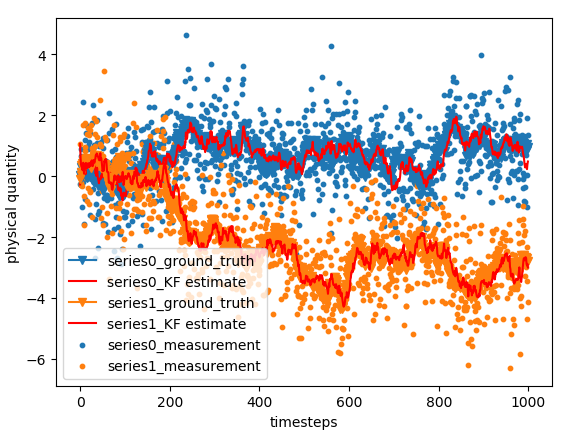 4
2
0
−2
−4
−6
physical quantity
series0_ground_truth
series0_KF estimate
series1_ground_truth
series1_KF estimate
series0_measurement
series1_measurement
0 200 400 600 800 1000
timesteps